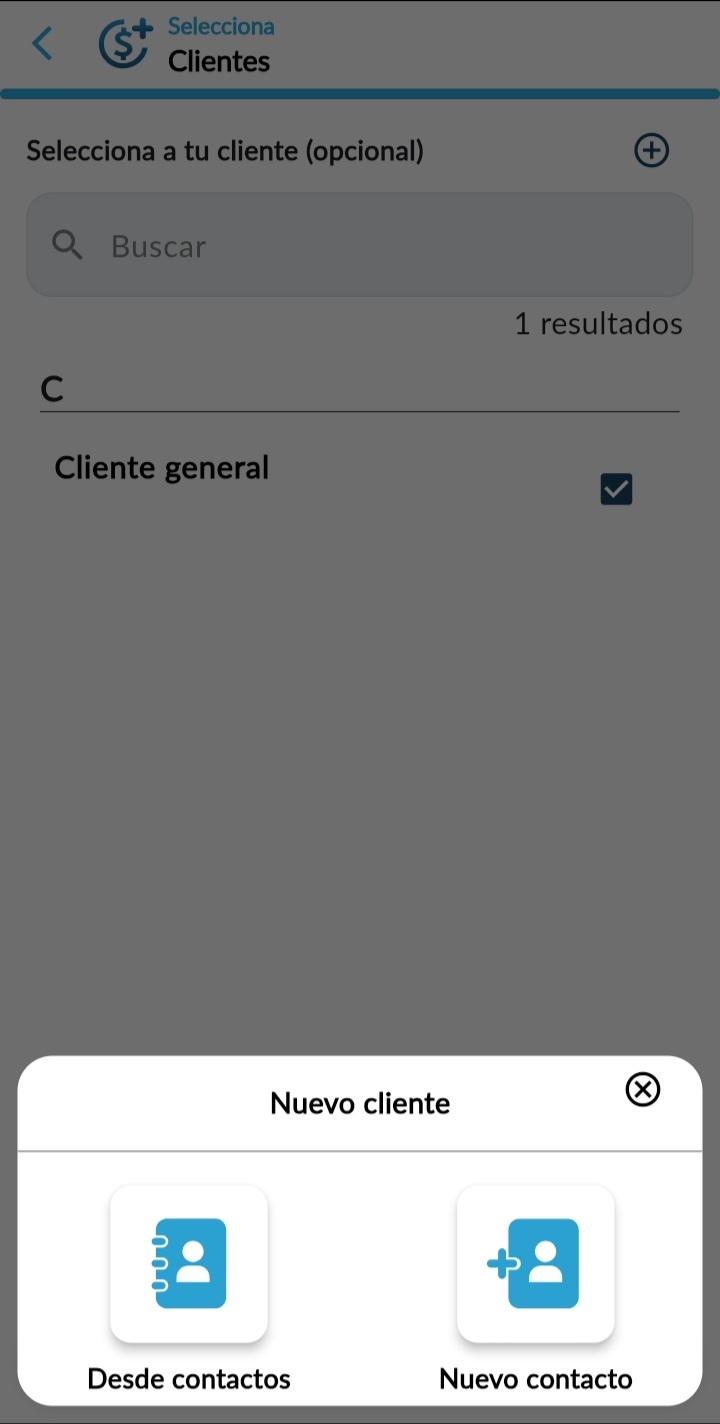 Selecciona
Clientes
Selecciona a tu cliente (opcional)
Buscar
1 resultados
C
Cliente general
Nuevo cliente
Desde contactos
Nuevo contacto